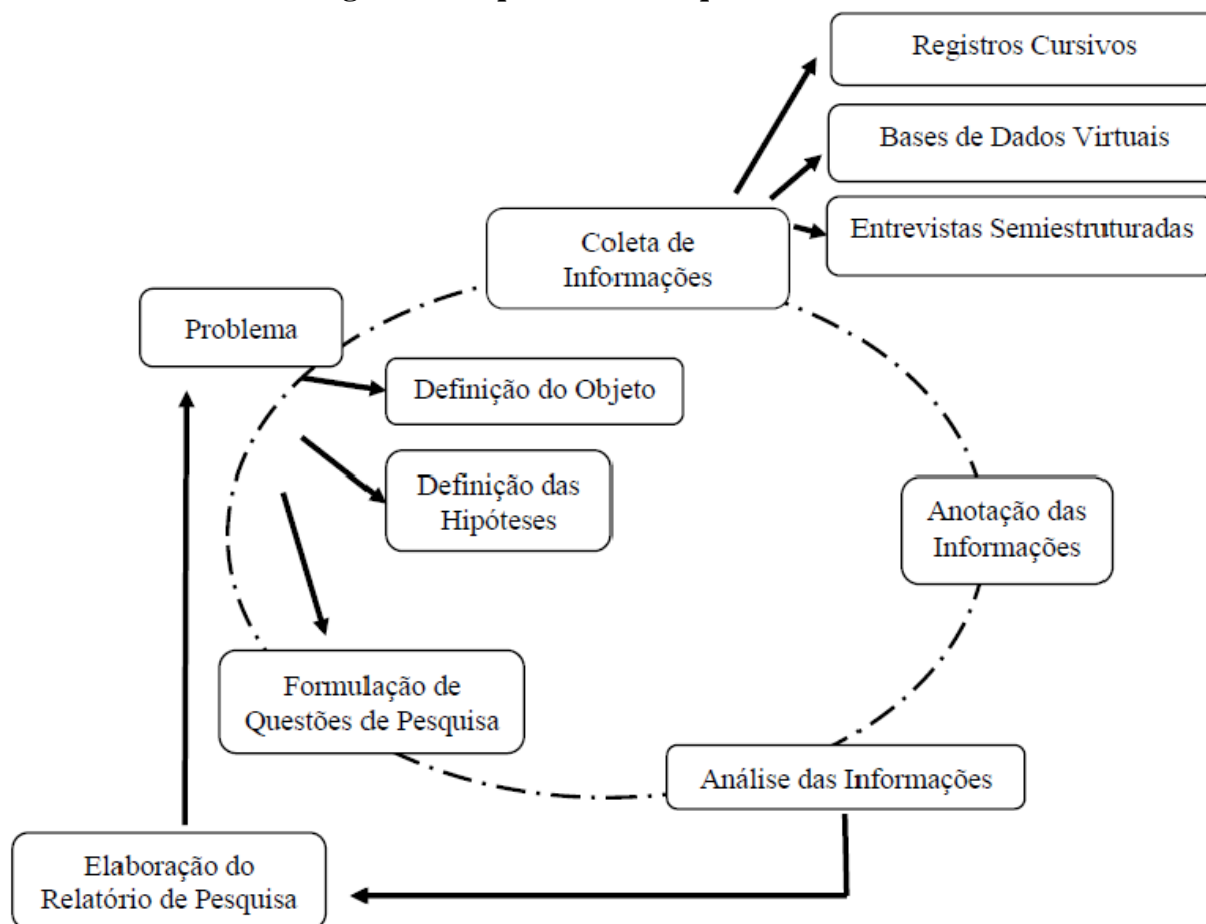 Registros Cursivos
Bases de Dados Virtuais
Entrevistas Semiestruturadas
Coleta de
Informações
Problema
Definição do Objeto
Definição das
Hipóteses
Anotação das
Informações
Formulação de
Questões de Pesquisa
Análise das Informações
Elaboração do
Relatório de Pesquisa